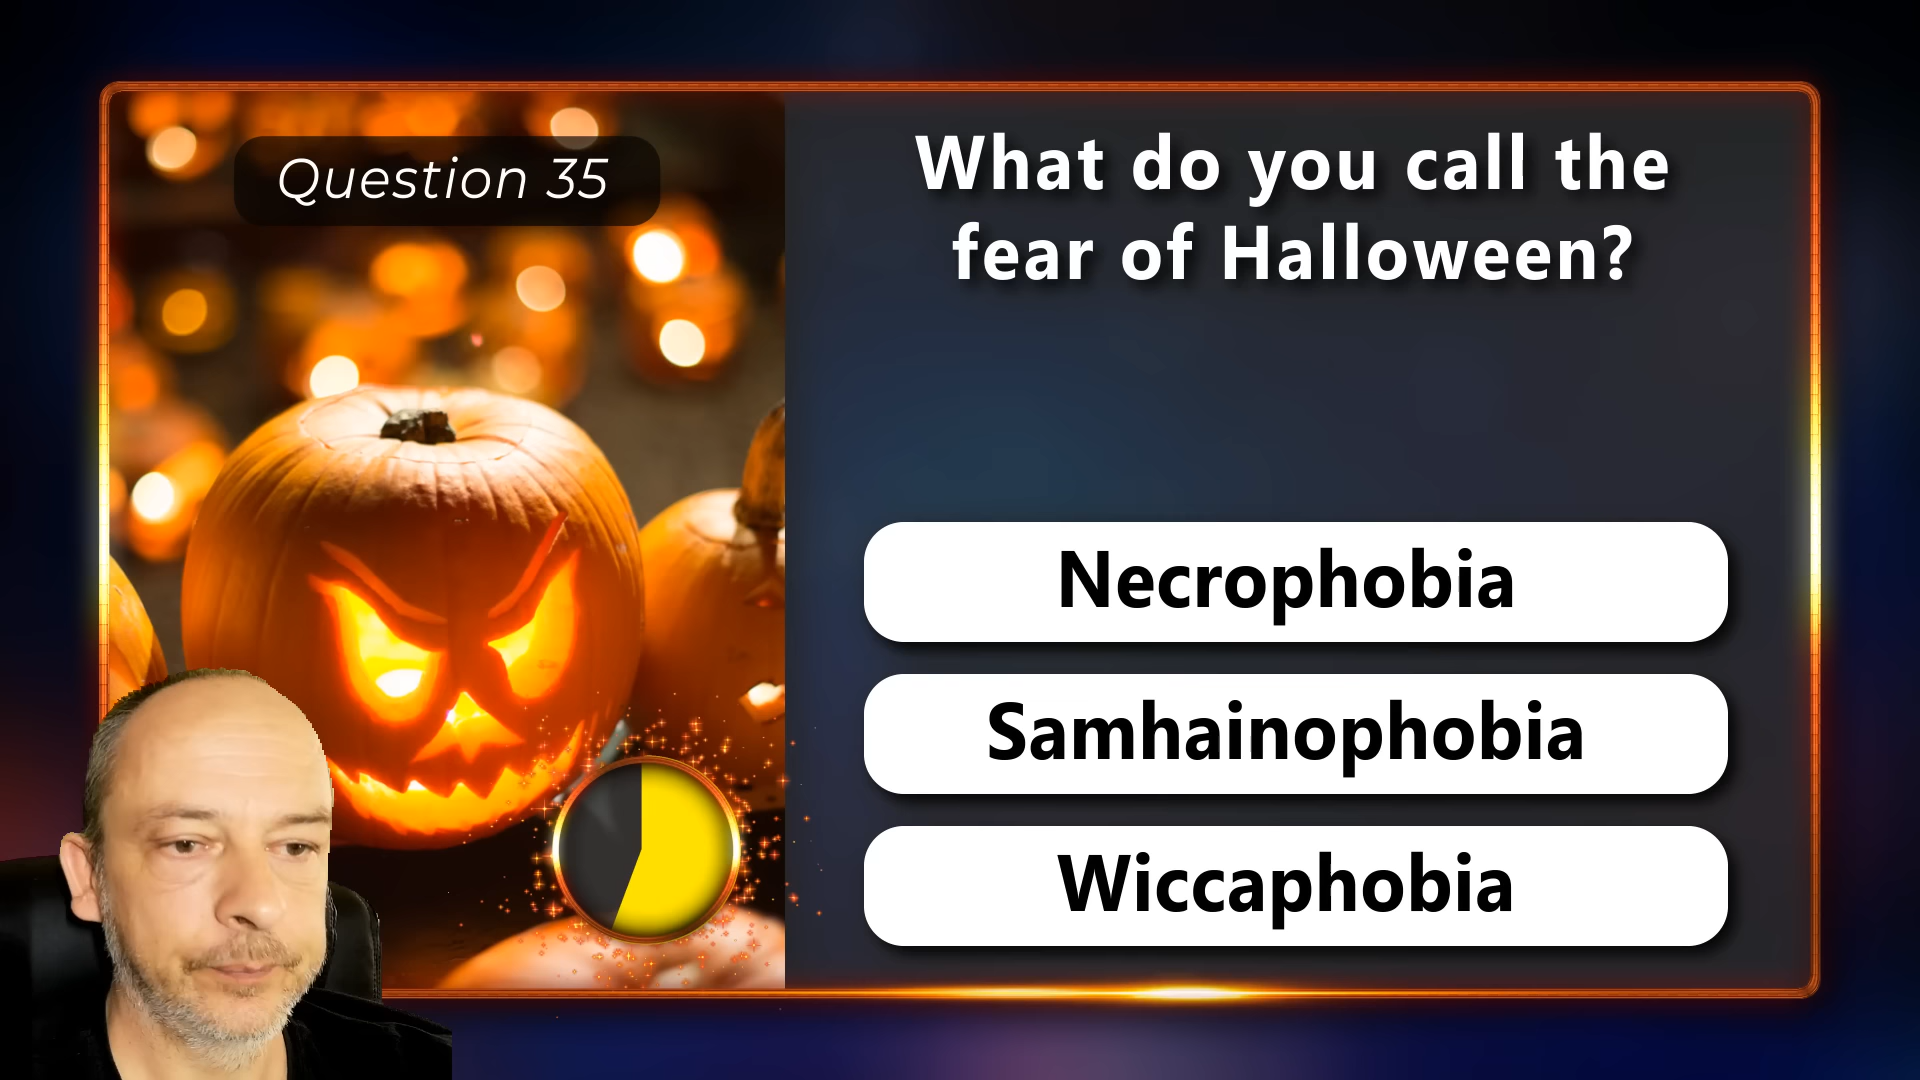 Question 35
What do you call the
fear of Halloween?
Necrophobia
Samhainophobia
Wiccaphobia